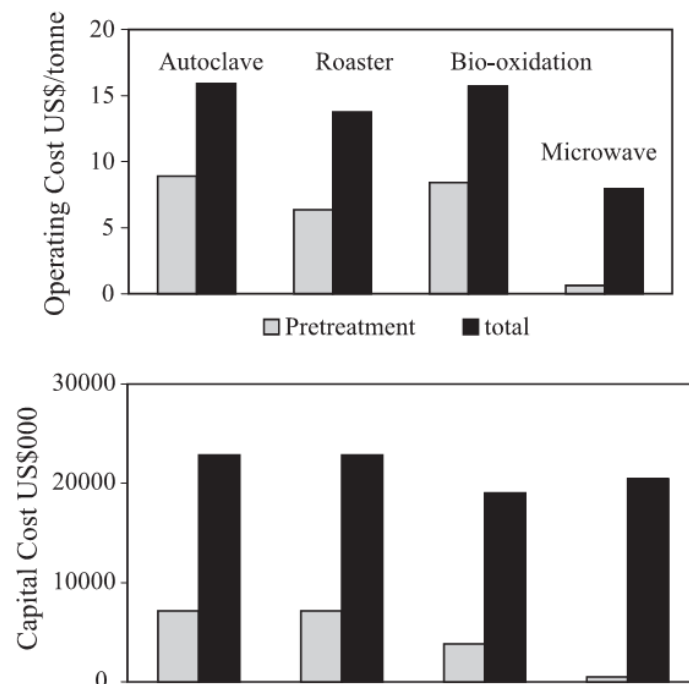 Operating Cost US$/tonne
20
15
10
5
0
Autoclave Roaster Bio-oxidation
Microwave
Pretreatment total
Capital Cost US$000
30000
20000
10000
0